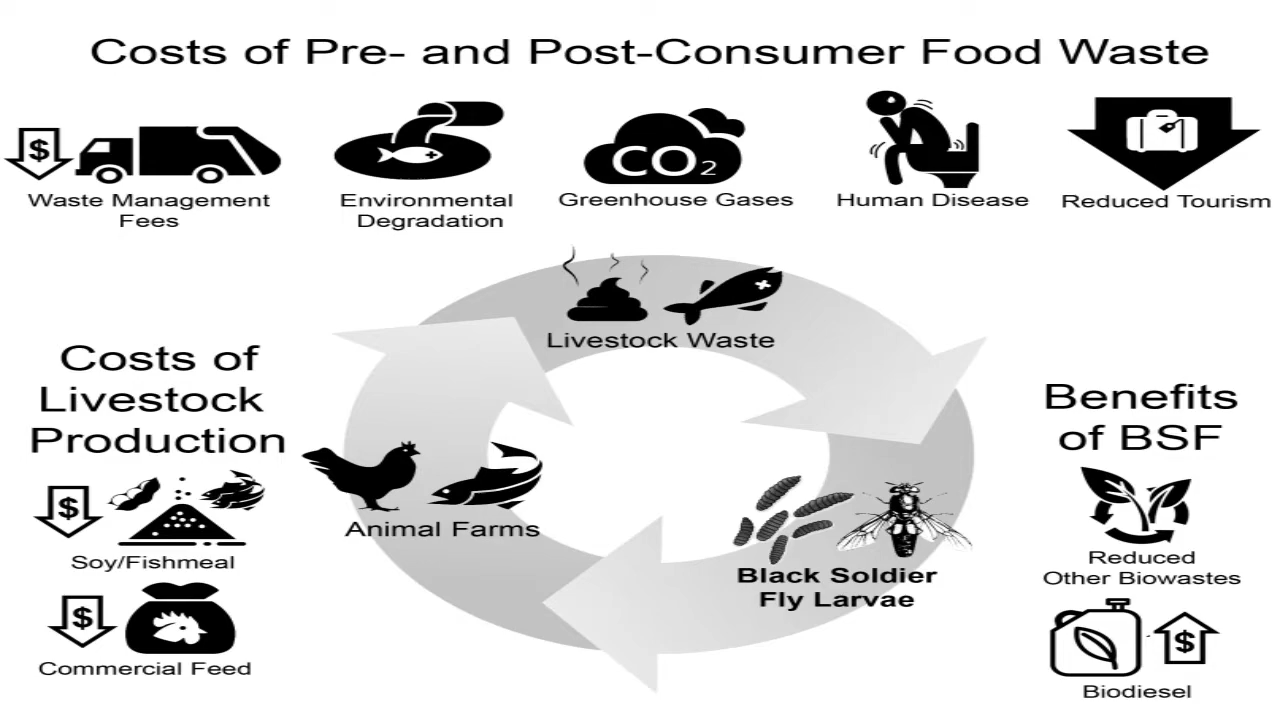 Costs of Pre- and Post-Consumer Food Waste
$
Waste Management
Fees
Environmental
Degradation
CO2
Greenhouse Gases
Human Disease
Reduced Tourism
Livestock Waste
Costs of
Livestock
Production
$
Soy/Fishmeal
$
Commercial Feed
Animal Farms
Black Soldier
Fly Larvae
Benefits
of BSF
Reduced
Other Biowastes
$
Biodiesel